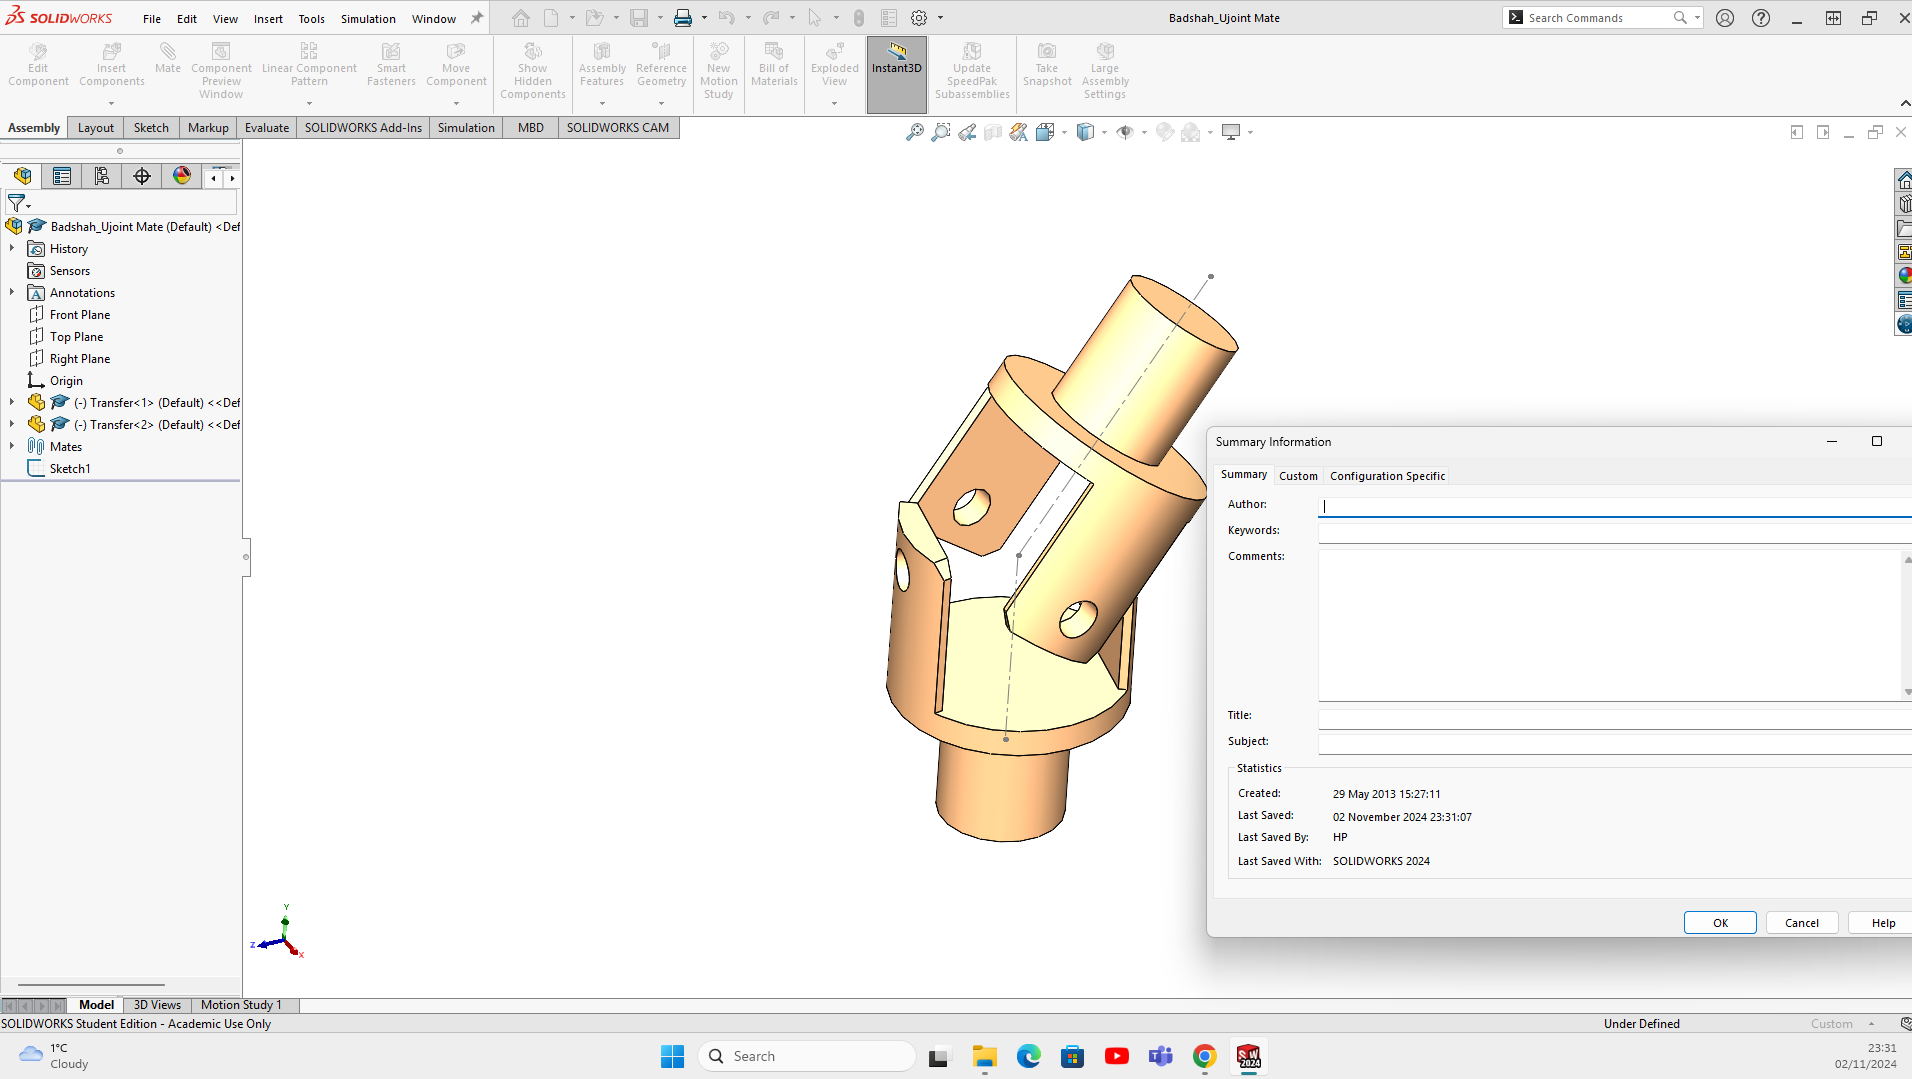 SOLIDWORKS File Edit View Insert Tools Simulation Window Badshah_Ujoint Mate Search Commands
Edit Component
Insert Components
Mate
Component Preview Window
Linear Component Pattern
Smart Fasteners
Move Component
Show Hidden Components
Assembly Features
Reference Geometry
New Motion Study
Bill of Materials
Exploded View
Instant3D
Update SpeedPak Subassemblies
Take Snapshot
Large Assembly Settings
Assembly Layout Sketch Markup Evaluate SOLIDWORKS Add-Ins Simulation MBD SOLIDWORKS CAM
Badshah_Ujoint Mate (Default) <Def
History
Sensors
Annotations
Front Plane
Top Plane
Right Plane
Origin
(-) Transfer<1> (Default) <<Def
(-) Transfer<2> (Default) <<Def
Mates
Sketch1
Summary Information
Summary Custom Configuration Specific
Author:
Keywords:
Comments:
Title:
Subject:
Statistics
Created: 29 May 2013 15:27:11
Last Saved: 02 November 2024 23:31:07
Last Saved By: HP
Last Saved With: SOLIDWORKS 2024
OK Cancel Help
Y
Z
X
Model 3D Views Motion Study 1
SOLIDWORKS Student Edition - Academic Use Only Under Defined Custom
1°C
Cloudy
Search
SW
2024
23:31
02/11/2024